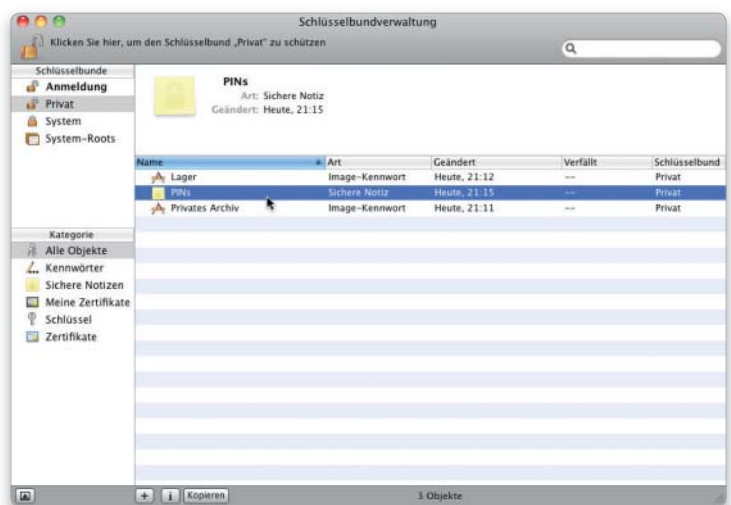 Schlüsselbundverwaltung
Klicken Sie hier, um den Schlüsselbund „Privat" zu schützen
Schlüsselbunde
Anmeldung
Privat
System
System-Roots
PINs
Art: Sichere Notiz
Geändert: Heute, 21:15
Name Art Geändert Verfällt Schlüsselbund
Lager Image-Kennwort Heute, 21:12 -- Privat
PINs Sichere Notiz Heute, 21:15 -- Privat
Privates Archiv Image-Kennwort Heute, 21:11 -- Privat
Kategorie
Alle Objekte
Kennwörter
Sichere Notizen
Meine Zertifikate
Schlüssel
Zertifikate
+ i Kopieren 3 Objekte